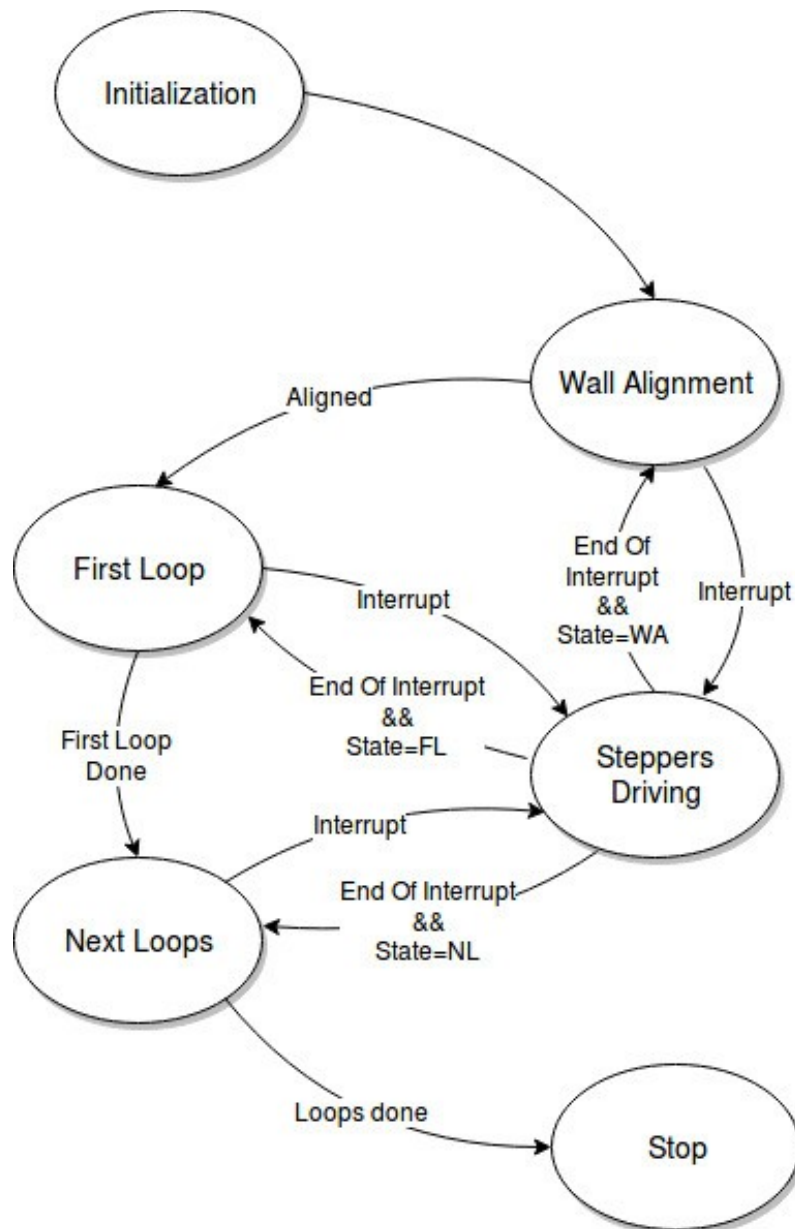 Initialization
Wall Alignment
Aligned
First Loop
Interrupt
End Of
Interrupt
&&
State=WA
Interrupt
End Of Interrupt
&&
State=FL
Steppers
Driving
First Loop
Done
Interrupt
End Of Interrupt
&&
State=NL
Next Loops
Loops done
Stop